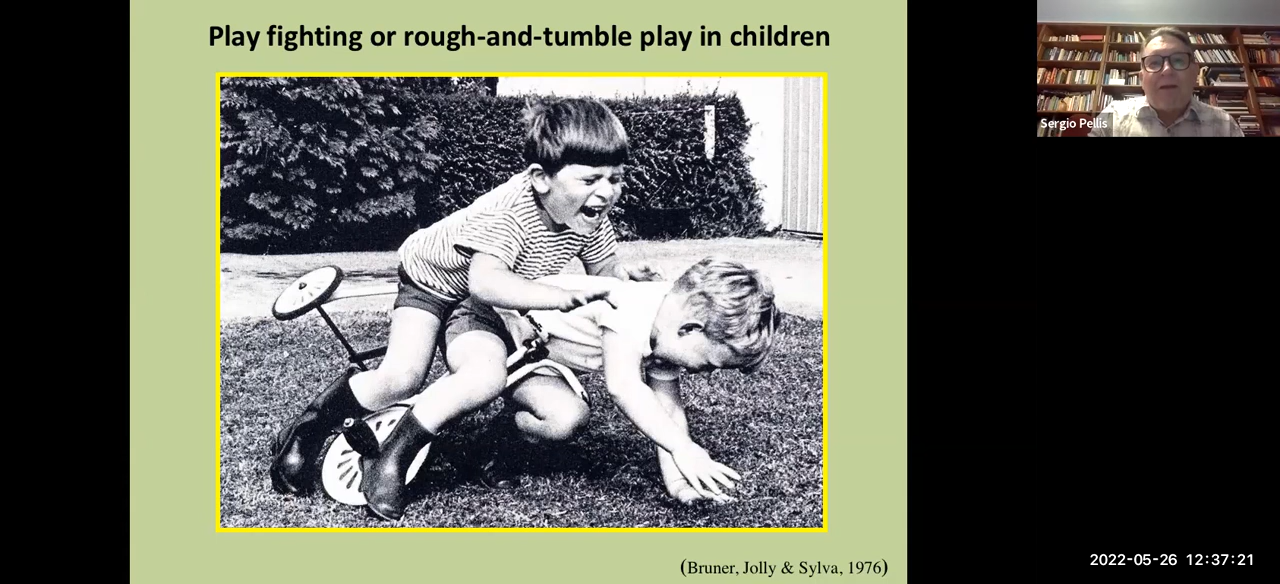 Play fighting or rough-and-tumble play in children
Sergio Pellis
(Bruner, Jolly & Sylva, 1976)
2022-05-26 12:37:21